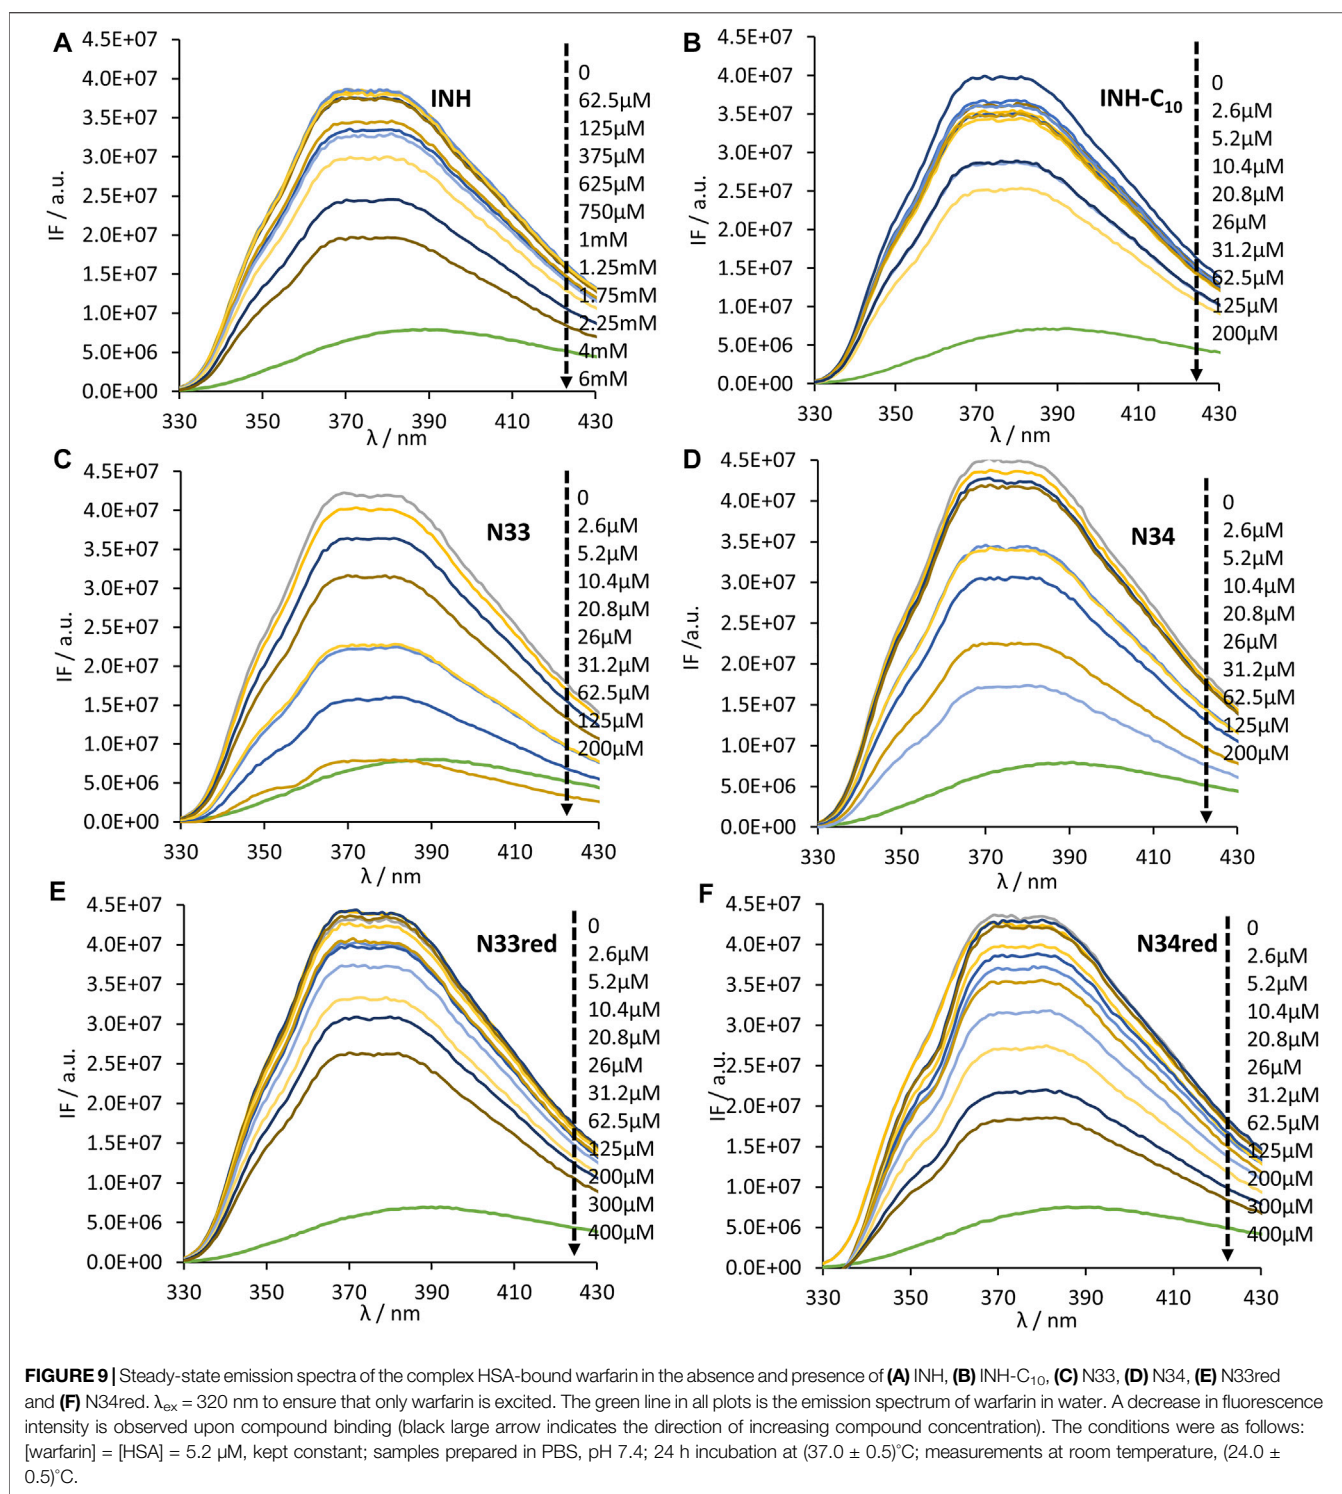 A
4.5E+07
4.0E+07
3.5E+07
3.0E+07
2.5E+07
2.0E+07
1.5E+07
1.0E+07
5.0E+06
0.0E+00
IF / a.u.
INH
0
62.5µM
125µM
375µM
625µM
750µM
1mM
1.25mM
1.75mM
2.25mM
4mM
6mM
330 350 370 390 410 430
λ / nm
B
4.5E+07
4.0E+07
3.5E+07
3.0E+07
2.5E+07
2.0E+07
1.5E+07
1.0E+07
5.0E+06
0.0E+00
IF / a.u.
INH-C₁₀
0
2.6µM
5.2µM
10.4µM
20.8µM
26µM
31.2µM
62.5µM
125µM
200µM
330 350 370 390 410 430
λ / nm
C
4.5E+07
4.0E+07
3.5E+07
3.0E+07
2.5E+07
2.0E+07
1.5E+07
1.0E+07
5.0E+06
0.0E+00
IF / a.u.
N33
0
2.6µM
5.2µM
10.4µM
20.8µM
26µM
31.2µM
62.5µM
125µM
200µM
330 350 370 390 410 430
λ / nm
D
4.5E+07
4.0E+07
3.5E+07
3.0E+07
2.5E+07
2.0E+07
1.5E+07
1.0E+07
5.0E+06
0.0E+00
IF /a.u.
N34
0
2.6µM
5.2µM
10.4µM
20.8µM
26µM
31.2µM
62.5µM
125µM
200µM
330 350 370 390 410 430
λ / nm
E
4.5E+07
4.0E+07
3.5E+07
3.0E+07
2.5E+07
2.0E+07
1.5E+07
1.0E+07
5.0E+06
0.0E+00
IF / a.u.
N33red
0
2.6µM
5.2µM
10.4µM
20.8µM
26µM
31.2µM
62.5µM
125µM
200µM
300µM
400µM
330 350 370 390 410 430
λ / nm
F
4.5E+07
4.0E+07
3.5E+07
3.0E+07
2.5E+07
2.0E+07
1.5E+07
1.0E+07
5.0E+06
0.0E+00
IF / a.u.
N34red
0
2.6µM
5.2µM
10.4µM
20.8µM
26µM
31.2µM
62.5µM
125µM
200µM
300µM
400µM
330 350 370 390 410 430
λ / nm
FIGURE 9 | Steady-state emission spectra of the complex HSA-bound warfarin in the absence and presence of (A) INH, (B) INH-C₁₀, (C) N33, (D) N34, (E) N33red
and (F) N34red. λex = 320 nm to ensure that only warfarin is excited. The green line in all plots is the emission spectrum of warfarin in water. A decrease in fluorescence
intensity is observed upon compound binding (black large arrow indicates the direction of increasing compound concentration). The conditions were as follows:
[warfarin] = [HSA] = 5.2 µM, kept constant; samples prepared in PBS, pH 7.4; 24 h incubation at (37.0 ± 0.5)°C; measurements at room temperature, (24.0 ±
0.5)°C.